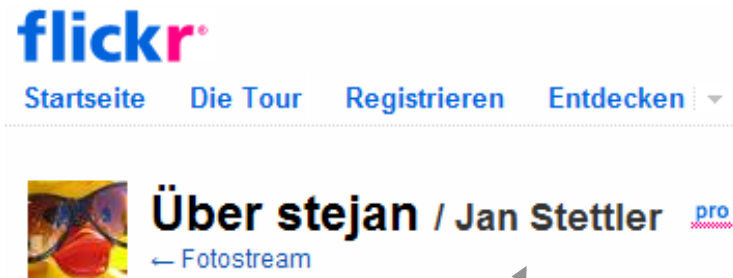 flickr®
Startseite Die Tour Registrieren Entdecken
Über stejan / Jan Stettler pro
← Fotostream